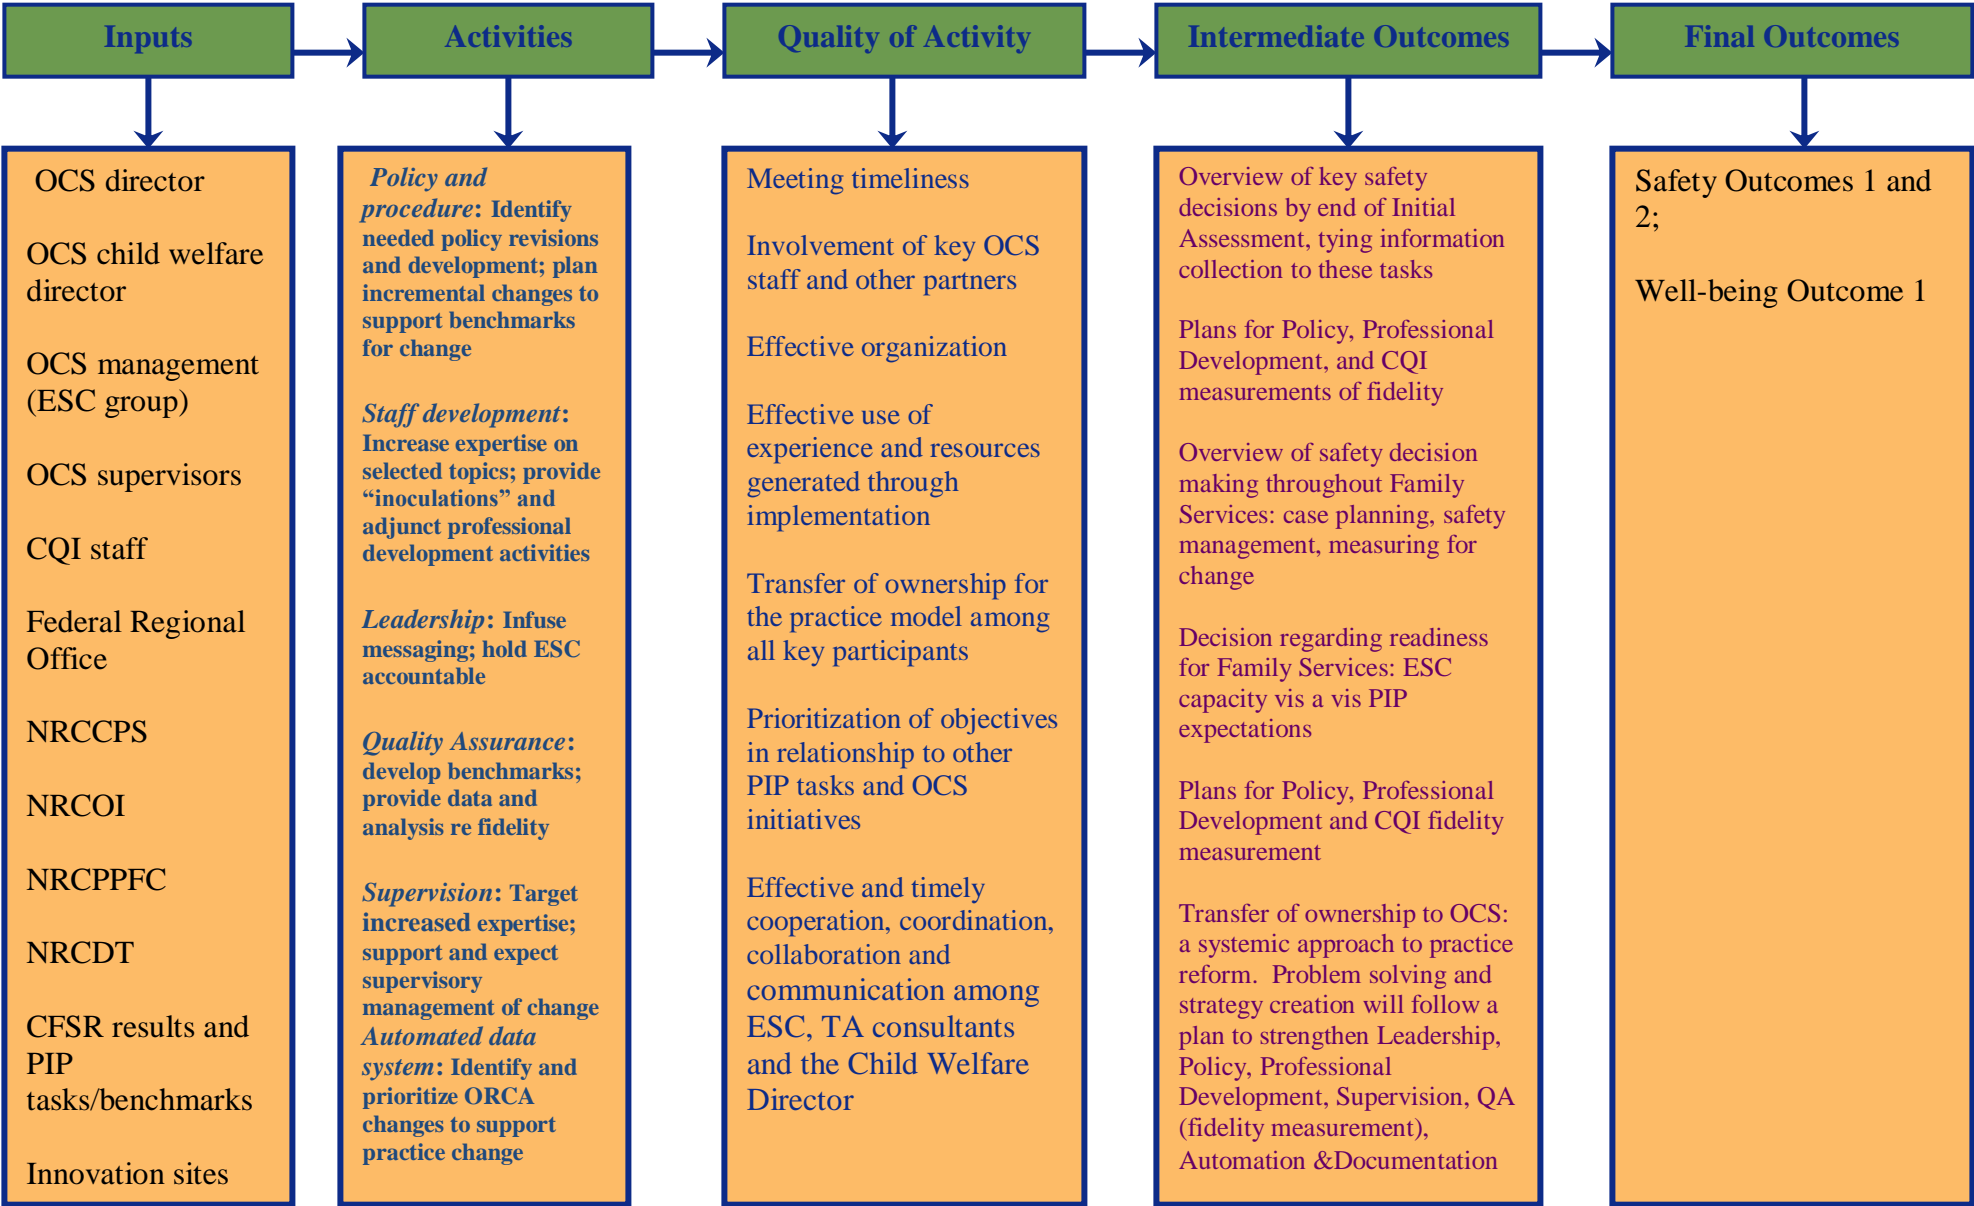 Inputs
Activities
Quality of Activity
Intermediate Outcomes
Final Outcomes
OCS director
OCS child welfare
director
OCS management
(ESC group)
OCS supervisors
CQI staff
Federal Regional
Office
NRCCPS
NRCOI
NRCPPFC
NRCDT
CFSR results and
PIP
tasks/benchmarks
Innovation sites
Policy and
procedure: Identify
needed policy revisions
and development; plan
incremental changes to
support benchmarks
for change
Staff development:
Increase expertise on
selected topics; provide
“inoculations” and
adjunct professional
development activities
Leadership: Infuse
messaging; hold ESC
accountable
Quality Assurance:
develop benchmarks;
provide data and
analysis re fidelity
Supervision: Target
increased expertise;
support and expect
supervisory
management of change
Automated data
system: Identify and
prioritize ORCA
changes to support
practice change
Meeting timeliness
Involvement of key OCS
staff and other partners
Effective organization
Effective use of
experience and resources
generated through
implementation
Transfer of ownership for
the practice model among
all key participants
Prioritization of objectives
in relationship to other
PIP tasks and OCS
initiatives
Effective and timely
cooperation, coordination,
collaboration and
communication among
ESC, TA consultants
and the Child Welfare
Director
Overview of key safety
decisions by end of Initial
Assessment, tying information
collection to these tasks
Plans for Policy, Professional
Development, and CQI
measurements of fidelity
Overview of safety decision
making throughout Family
Services: case planning, safety
management, measuring for
change
Decision regarding readiness
for Family Services: ESC
capacity vis a vis PIP
expectations
Plans for Policy, Professional
Development and CQI fidelity
measurement
Transfer of ownership to OCS:
a systemic approach to practice
reform.  Problem solving and
strategy creation will follow a
plan to strengthen Leadership,
Policy, Professional
Development, Supervision, QA
(fidelity measurement),
Automation &Documentation
Safety Outcomes 1 and
2;
Well-being Outcome 1